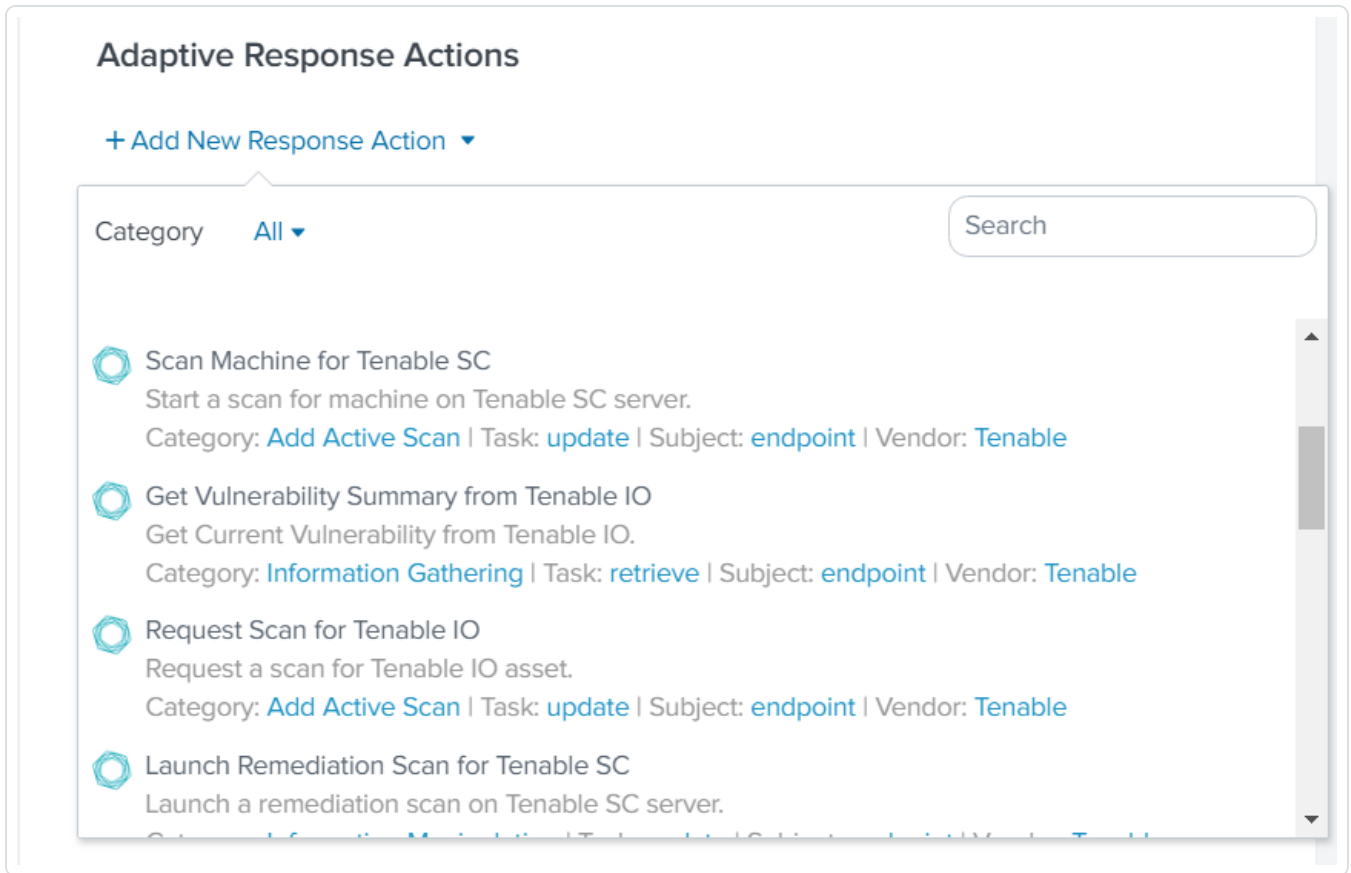 Adaptive Response Actions
+ Add New Response Action
Category All
Search
Scan Machine for Tenable SC
Start a scan for machine on Tenable SC server.
Category: Add Active Scan | Task: update | Subject: endpoint | Vendor: Tenable
Get Vulnerability Summary from Tenable IO
Get Current Vulnerability from Tenable IO.
Category: Information Gathering | Task: retrieve | Subject: endpoint | Vendor: Tenable
Request Scan for Tenable IO
Request a scan for Tenable IO asset.
Category: Add Active Scan | Task: update | Subject: endpoint | Vendor: Tenable
Launch Remediation Scan for Tenable SC
Launch a remediation scan on Tenable SC server.